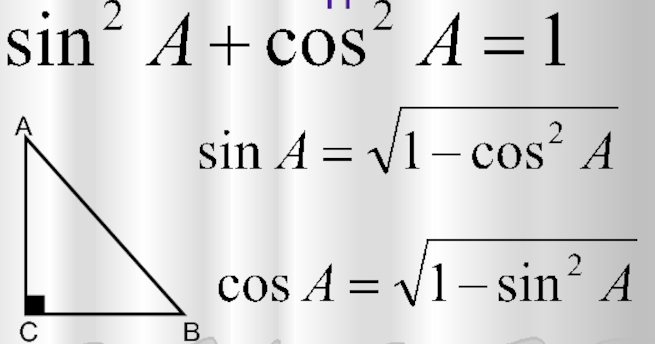 sin² A + cos² A = 1
A
sin A = √(1 − cos² A)
cos A = √(1 − sin² A)
C B